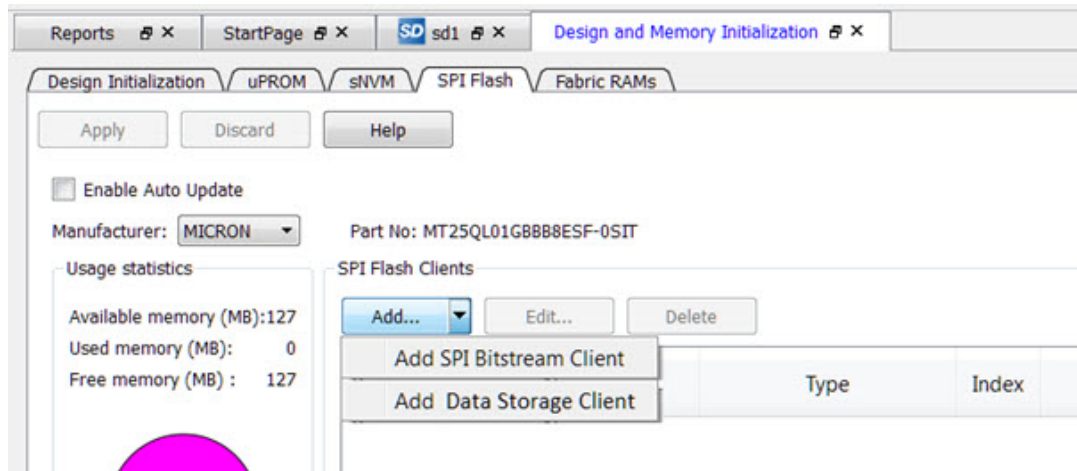 Reports StartPage SD sd1 Design and Memory Initialization
Design Initialization uPROM sNVM SPI Flash Fabric RAMs
Apply Discard Help
Enable Auto Update
Manufacturer: MICRON Part No: MT25QL01GBBB8ESF-0SIT
Usage statistics SPI Flash Clients
Available memory (MB):127 Add... Edit... Delete
Used memory (MB): 0
Add SPI Bitstream Client
Free memory (MB) : 127 Type Index
Add Data Storage Client